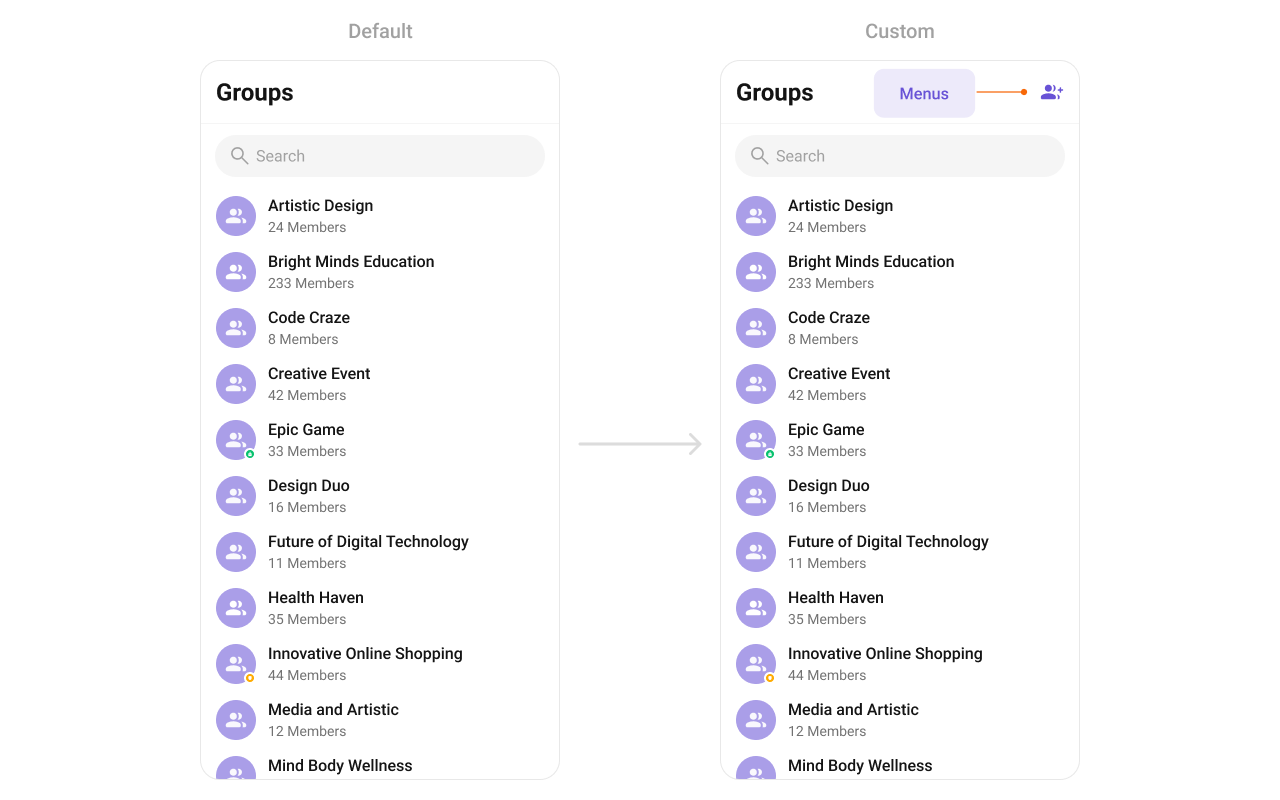 Default
Groups
Search
Artistic Design
24 Members
Bright Minds Education
233 Members
Code Craze
8 Members
Creative Event
42 Members
Epic Game
33 Members
Design Duo
16 Members
Future of Digital Technology
11 Members
Health Haven
35 Members
Innovative Online Shopping
44 Members
Media and Artistic
12 Members
Mind Body Wellness
Custom
Groups
Menus
Search
Artistic Design
24 Members
Bright Minds Education
233 Members
Code Craze
8 Members
Creative Event
42 Members
Epic Game
33 Members
Design Duo
16 Members
Future of Digital Technology
11 Members
Health Haven
35 Members
Innovative Online Shopping
44 Members
Media and Artistic
12 Members
Mind Body Wellness